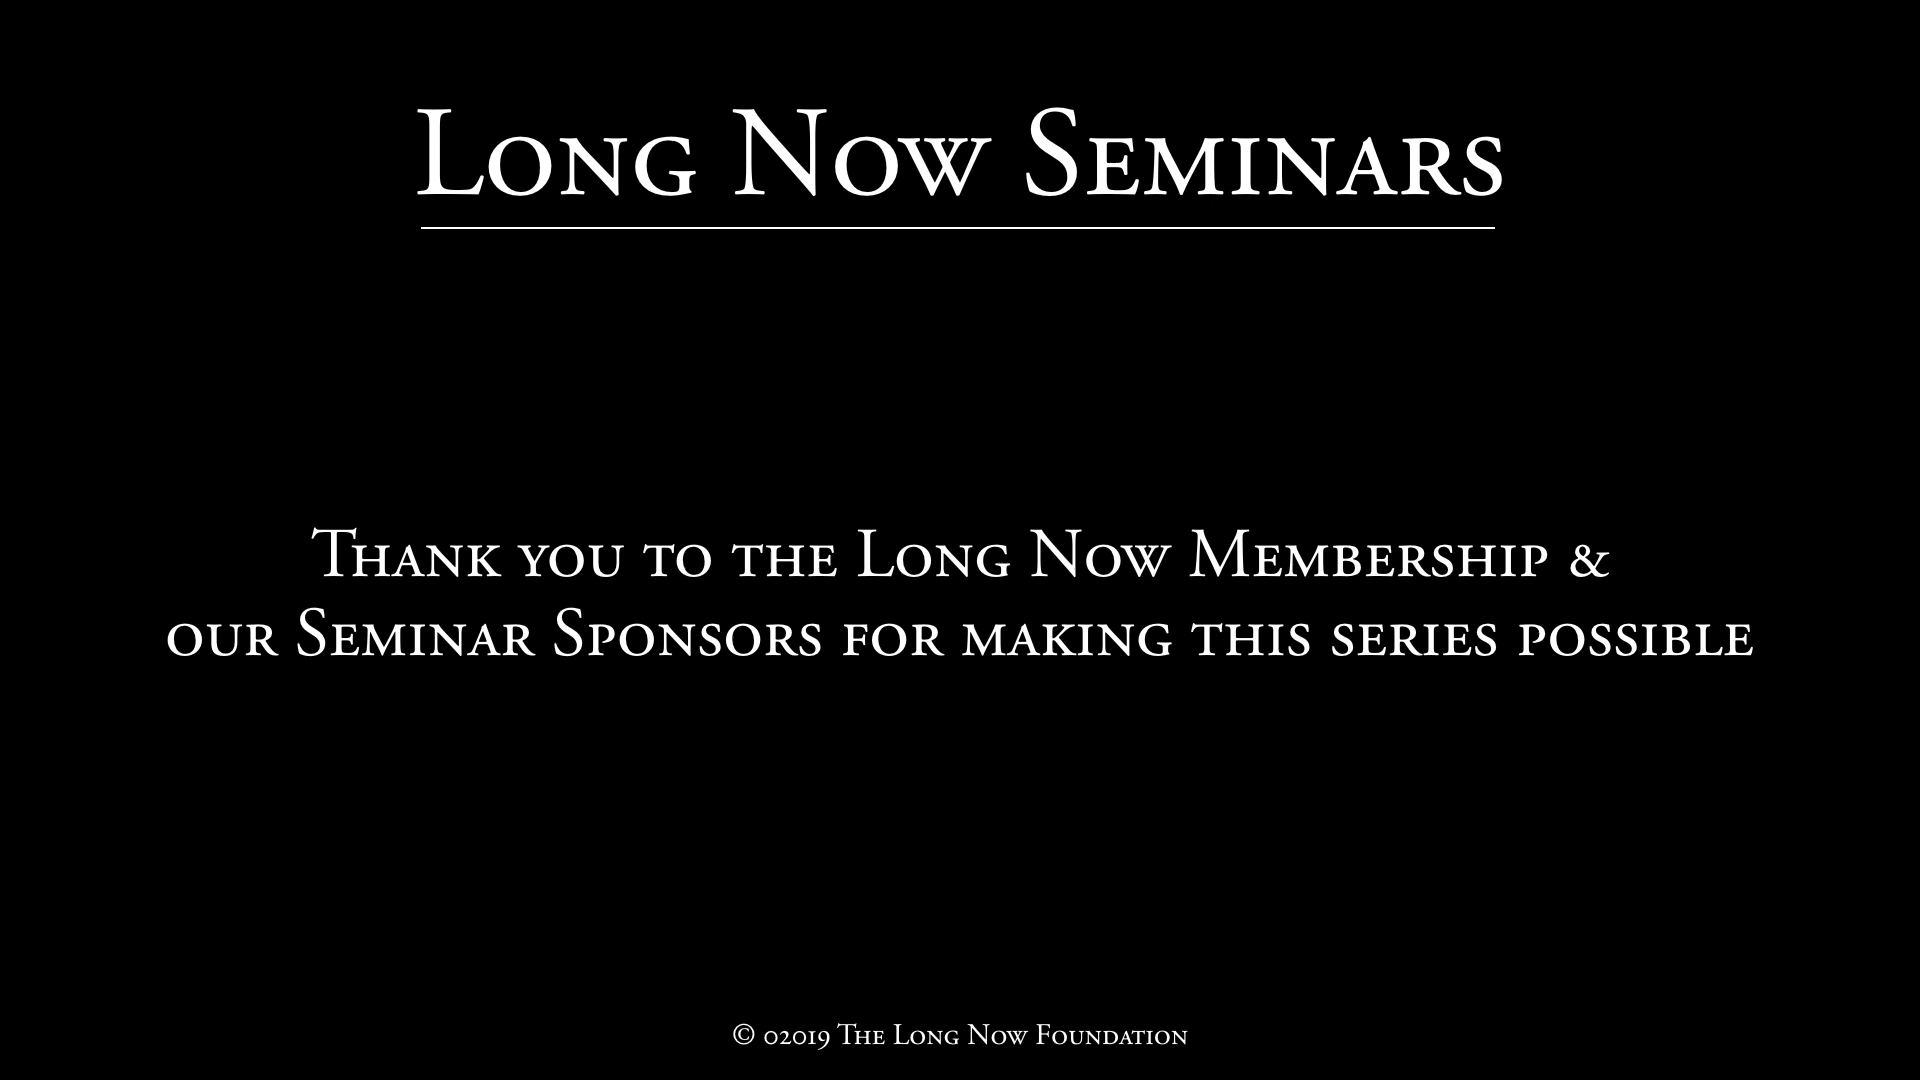 Long Now Seminars
Thank you to the Long Now Membership &
our Seminar Sponsors for making this series possible
© 02019 The Long Now Foundation